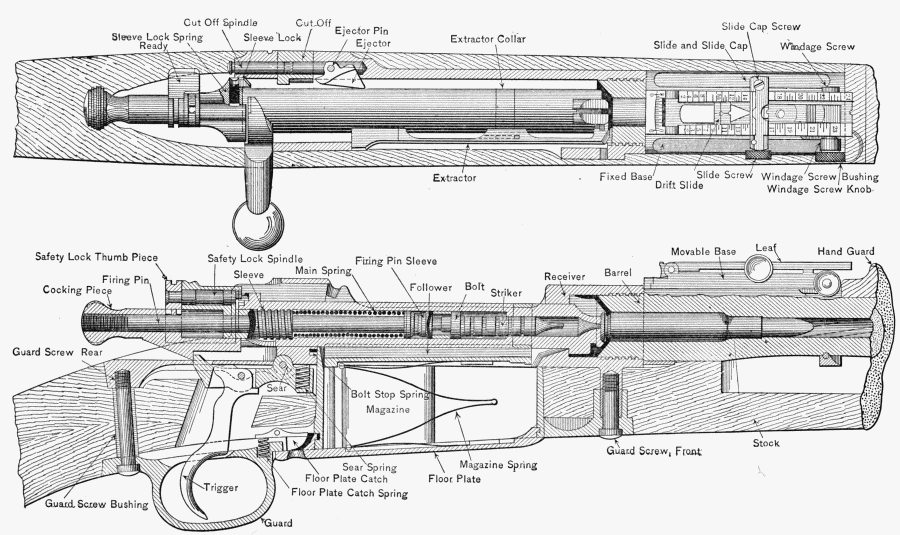 Cut Off Spindle
Cut-Off
Sleeve Lock Spring
Ready
Sleeve Lock
Ejector Pin
Ejector
Extractor Collar
Slide Cap Screw
Slide and Slide Cap
Windage Screw
Extractor
Fixed Base
Drift Slide
Slide Screw
Windage Screw Bushing
Windage Screw Knob
Safety Lock Thumb Piece
Safety Lock Spindle
Firing Pin Sleeve
Movable Base
Leaf
Hand Guard
Firing Pin
Sleeve
Main Spring
Cocking Piece
Follower
Bolt
Striker
Receiver
Barrel
Guard Screw Rear
Sear
Bolt Stop Spring
Magazine
Stock
Guard Screw, Front
Sear Spring
Magazine Spring
Floor Plate Catch
Floor Plate
Trigger
Floor Plate Catch Spring
Guard Screw Bushing
Guard